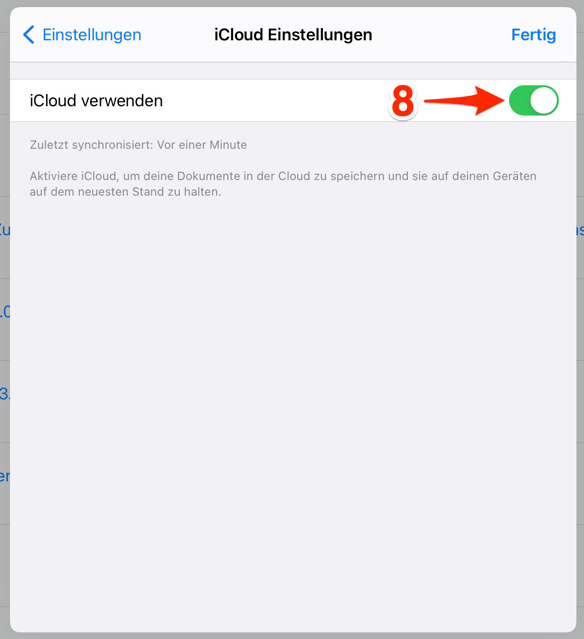 Einstellungen iCloud Einstellungen Fertig
iCloud verwenden 8
Zuletzt synchronisiert: Vor einer Minute
Aktiviere iCloud, um deine Dokumente in der Cloud zu speichern und sie auf deinen Geräten
auf dem neuesten Stand zu halten.